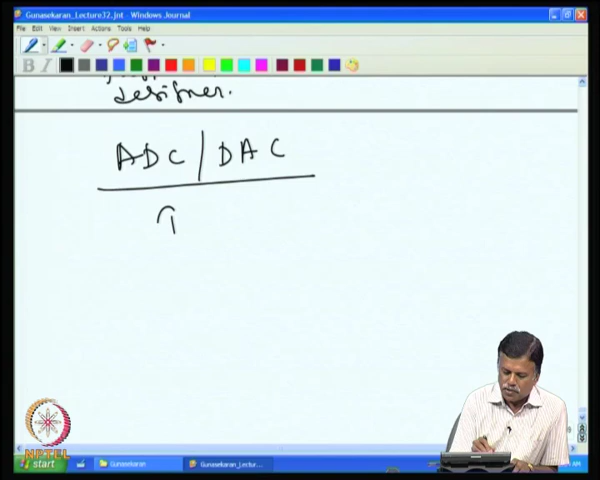 Gunasekaran_Lecture32.jnt - Windows Journal
File Edit View Insert Actions Tools Help
B I
Designer.
ADC / DAC
NPTEL
start Gunasekaran Gunasekaran_Lectur...